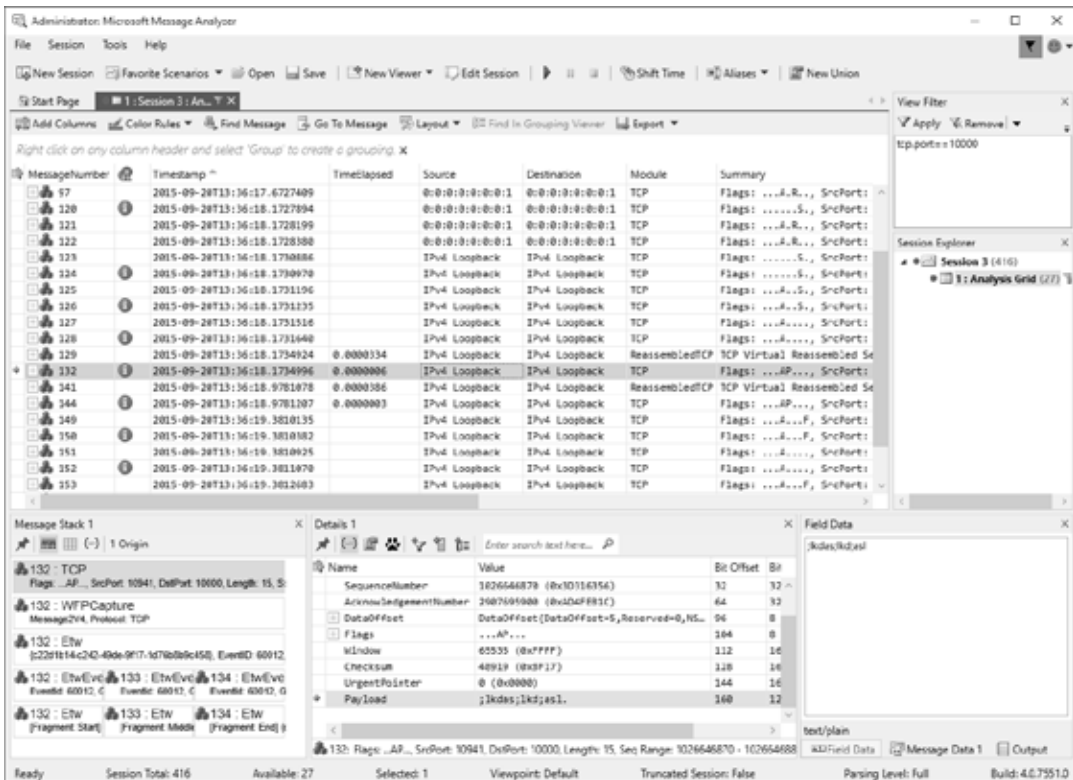 Administrator: Microsoft Message Analyzer
File Session Tools Help
New Session Favorite Scenarios Open Save New Viewer Edit Session Shift Time Aliases New Union
Start Page 1 : Session 3 : An...
Add Columns Color Rules Find Message Go To Message Layout Find In Grouping Viewer Export
Right click on any column header and select 'Group' to create a grouping. x
MessageNumber Timestamp TimeElapsed Source Destination Module Summary
97 2015-09-20T13:36:17.6727409 0:0:0:0:0:0:0:1 0:0:0:0:0:0:0:1 TCP Flags: ...A.R.., SrcPort:
120 2015-09-20T13:36:18.1727894 0:0:0:0:0:0:0:1 0:0:0:0:0:0:0:1 TCP Flags: ......S., SrcPort:
121 2015-09-20T13:36:18.1728199 0:0:0:0:0:0:0:1 0:0:0:0:0:0:0:1 TCP Flags: ...A.R.., SrcPort:
122 2015-09-20T13:36:18.1728380 0:0:0:0:0:0:0:1 0:0:0:0:0:0:0:1 TCP Flags: ...A.R.., SrcPort:
123 2015-09-20T13:36:18.1730886 IPv4 Loopback IPv4 Loopback TCP Flags: ......S., SrcPort:
124 2015-09-20T13:36:18.1730970 IPv4 Loopback IPv4 Loopback TCP Flags: ......S., SrcPort:
125 2015-09-20T13:36:18.1731196 IPv4 Loopback IPv4 Loopback TCP Flags: ...A..S., SrcPort:
126 2015-09-20T13:36:18.1731235 IPv4 Loopback IPv4 Loopback TCP Flags: ...A..S., SrcPort:
127 2015-09-20T13:36:18.1731516 IPv4 Loopback IPv4 Loopback TCP Flags: ...A...., SrcPort:
128 2015-09-20T13:36:18.1731640 IPv4 Loopback IPv4 Loopback TCP Flags: ...A...., SrcPort:
129 2015-09-20T13:36:18.1734924 0.0000334 IPv4 Loopback IPv4 Loopback ReassembledTCP TCP Virtual Reassembled Se
132 2015-09-20T13:36:18.1734996 0.0000006 IPv4 Loopback IPv4 Loopback TCP Flags: ...AP..., SrcPort:
141 2015-09-20T13:36:18.9781078 0.0000386 IPv4 Loopback IPv4 Loopback ReassembledTCP TCP Virtual Reassembled Se
144 2015-09-20T13:36:18.9781207 0.0000003 IPv4 Loopback IPv4 Loopback TCP Flags: ...AP..., SrcPort:
149 2015-09-20T13:36:19.3810135 IPv4 Loopback IPv4 Loopback TCP Flags: ...A...F, SrcPort:
150 2015-09-20T13:36:19.3810382 IPv4 Loopback IPv4 Loopback TCP Flags: ...A...F, SrcPort:
151 2015-09-20T13:36:19.3810925 IPv4 Loopback IPv4 Loopback TCP Flags: ...A...., SrcPort:
152 2015-09-20T13:36:19.3811070 IPv4 Loopback IPv4 Loopback TCP Flags: ...A...., SrcPort:
153 2015-09-20T13:36:19.3812603 IPv4 Loopback IPv4 Loopback TCP Flags: ...A...F, SrcPort:
View Filter
Apply Remove
tcp.port==10000
Session Explorer
Session 3 (416)
1 : Analysis Grid (27)
Message Stack 1
1 Origin
132 : TCP
Flags: ...AP..., SrcPort: 10941, DstPort: 10000, Length: 15, S
132 : WFPCapture
Message2V4, Protocol: TCP
132 : Etw
EventID: 60012,
132 : EtwEve 133 : EtwEve 134 : EtwEve
EventId: 60012, C EventId: 60012, C EventId: 60012, G
132 : Etw 133 : Etw 134 : Etw
[Fragment Start] [Fragment Middle [Fragment End]
Details 1
Enter search text here...
Name Value Bit Offset Bit
SequenceNumber 1026646870 (0x3D316356) 32 32
AcknowledgementNumber 2907695900 (0xAD4FEB1C) 64 32
DataOffset DataOffset{DataOffset=5,Reserved=0,NS... 96 8
Flags ...AP... 104 8
Window 65535 (0xFFFF) 112 16
Checksum 48919 (0xBF17) 128 16
UrgentPointer 0 (0x0000) 144 16
Payload ;lkdas;lkd;asl. 160 12
132: Flags: ...AP..., SrcPort: 10941, DstPort: 10000, Length: 15, Seq Range: 1026646870 - 102664688
Field Data
;lkdas;lkd;asl
text/plain
Field Data Message Data 1 Output
Ready Session Total: 416 Available: 27 Selected: 1 Viewpoint: Default Truncated Session: False Parsing Level: Full Build: 4.0.7551.0